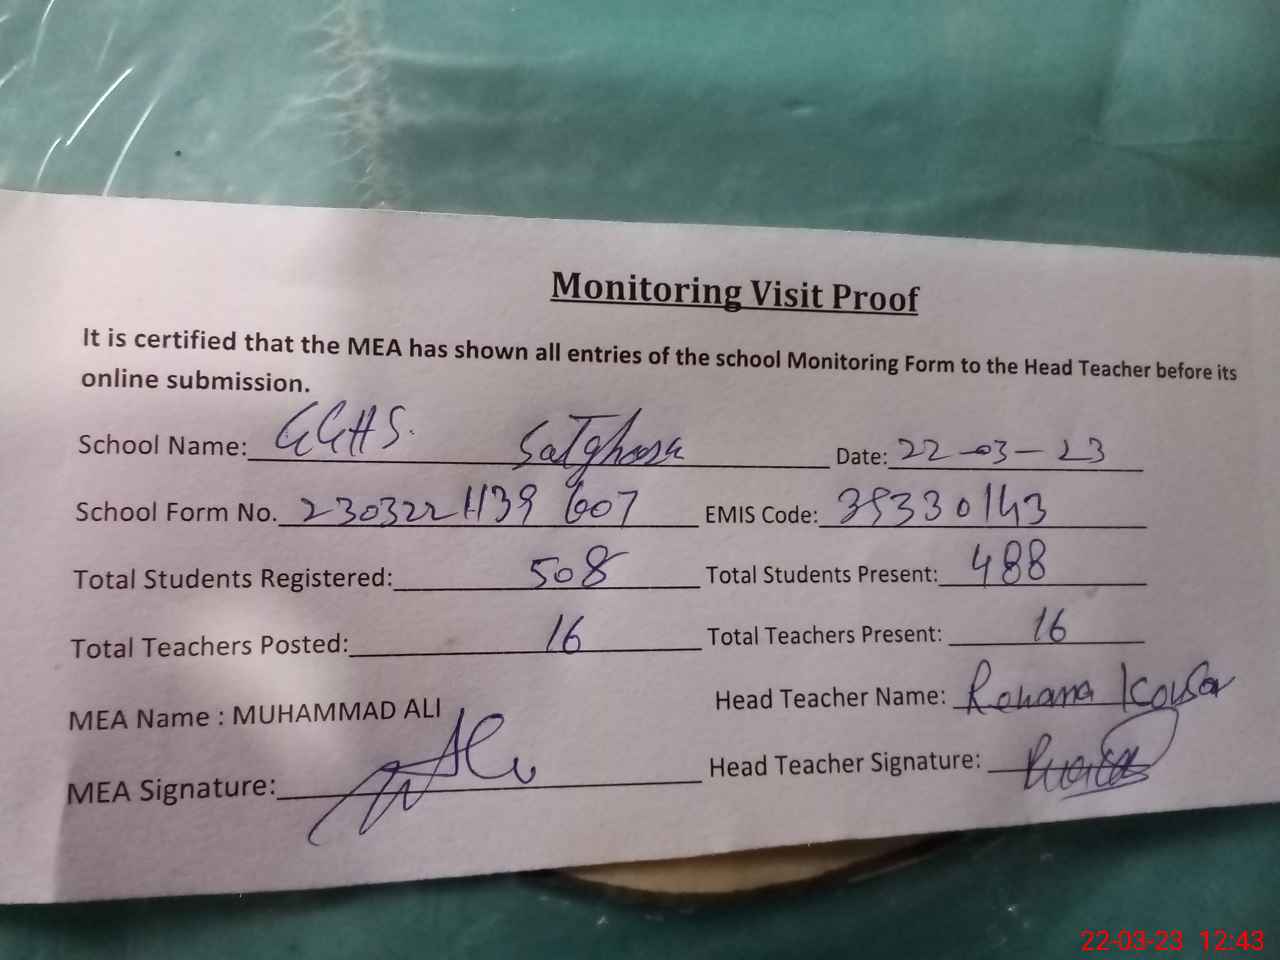 Monitoring Visit Proof
It is certified that the MEA has shown all entries of the school Monitoring Form to the Head Teacher before its
online submission.
School Name: GGHS. Satghara Date: 22-03-23
School Form No. 230322 1139 607 EMIS Code: 39330143
Total Students Registered: 508 Total Students Present: 488
Total Teachers Posted: 16 Total Teachers Present: 16
MEA Name : MUHAMMAD ALI Head Teacher Name: Kousar
MEA Signature: Head Teacher Signature:
22-03-23 12:43